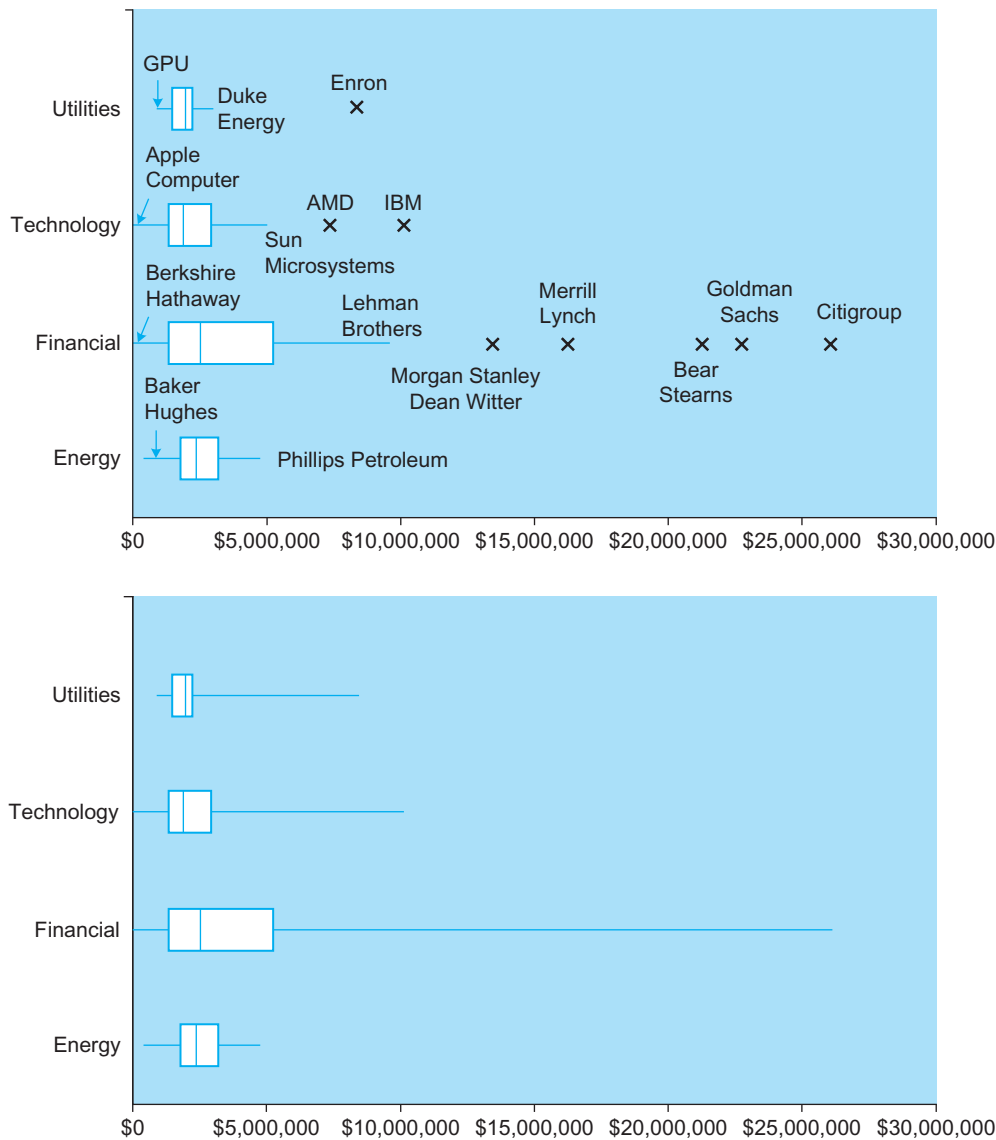 GPU
Utilities
Duke
Energy
Enron
Apple
Computer
Technology
AMD
IBM
Sun
Microsystems
Berkshire
Hathaway
Financial
Lehman
Brothers
Morgan Stanley
Dean Witter
Merrill
Lynch
Bear
Stearns
Goldman
Sachs
Citigroup
Baker
Hughes
Energy
Phillips Petroleum
$0 $5,000,000 $10,000,000 $15,000,000 $20,000,000 $25,000,000 $30,000,000
Utilities
Technology
Financial
Energy
$0 $5,000,000 $10,000,000 $15,000,000 $20,000,000 $25,000,000 $30,000,000